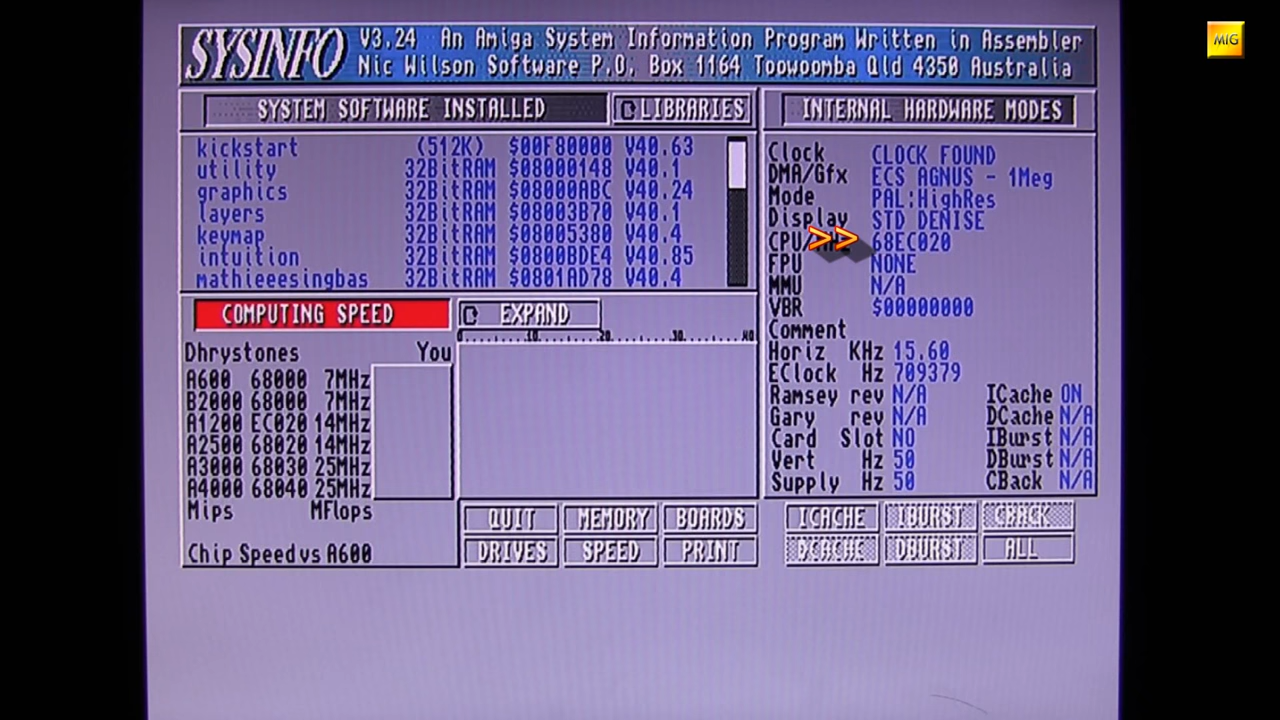 MIG
SYSINFO V3.24 An Amiga System Information Program Written in Assembler
Nic Wilson Software P.O. Box 1164 Toowoomba Qld 4350 Australia
SYSTEM SOFTWARE INSTALLED LIBRARIES
kickstart (512K) $00F80000 V40.63
utility 32BitRAM $08000148 V40.1
graphics 32BitRAM $08000ABC V40.24
layers 32BitRAM $08003B70 V40.1
keymap 32BitRAM $08005380 V40.4
intuition 32BitRAM $0800BDE4 V40.85
mathieeesingbas 32BitRAM $0801AD78 V40.4
INTERNAL HARDWARE MODES
Clock CLOCK FOUND
DMA/Gfx ECS AGNUS - 1Meg
Mode PAL:HighRes
Display STD DENISE
CPU/MHz >> 68EC020
FPU NONE
MMU N/A
VBR $00000000
Comment
Horiz KHz 15.60
EClock Hz 709379
Ramsey rev N/A ICache ON
Gary rev N/A DCache N/A
Card Slot NO IBurst N/A
Vert Hz 50 DBurst N/A
Supply Hz 50 CBack N/A
COMPUTING SPEED EXPAND
0 10 20 30 40
Dhrystones You
A600 68000 7MHz
B2000 68000 7MHz
A1200 EC020 14MHz
A2500 68020 14MHz
A3000 68030 25MHz
A4000 68040 25MHz
Mips MFlops
Chip Speed vs A600
QUIT MEMORY BOARDS
DRIVES SPEED PRINT
ICACHE IBURST CBACK
DCACHE DBURST ALL